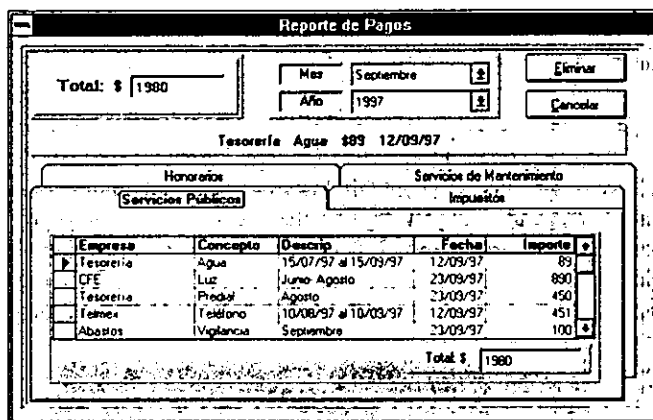 Reporte de Pagos
Total: $ 1980
Mes Septiembre
Año 1997
Eliminar
Cancelar
Tesorería Agua $89 12/09/97
Honorarios Servicios de Mantenimiento
Servicios Públicos Impuestos
Empresa Concepto Descrip Fecha Importe
Tesorería Agua 15/07/97 al 15/09/97 12/09/97 89
CFE Luz Junio- Agosto 23/09/97 890
Tesoreria Predial Agosto 23/09/97 450
Telmex Teléfono 10/08/97 al 10/09/97 12/09/97 451
Abastos Vigilancia Septiembre 23/09/97 100
Total $ 1980